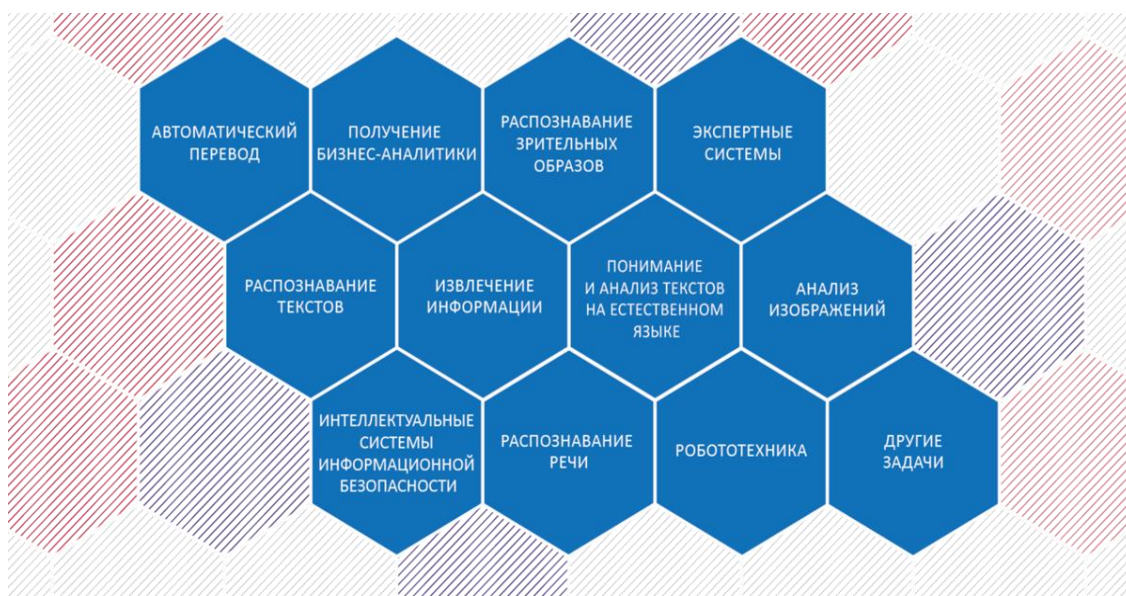 АВТОМАТИЧЕСКИЙ
ПЕРЕВОД
ПОЛУЧЕНИЕ
БИЗНЕС-АНАЛИТИКИ
РАСПОЗНАВАНИЕ
ЗРИТЕЛЬНЫХ
ОБРАЗОВ
ЭКСПЕРТНЫЕ
СИСТЕМЫ
РАСПОЗНАВАНИЕ
ТЕКСТОВ
ИЗВЛЕЧЕНИЕ
ИНФОРМАЦИИ
ПОНИМАНИЕ
И АНАЛИЗ ТЕКСТОВ
НА ЕСТЕСТВЕННОМ
ЯЗЫКЕ
АНАЛИЗ
ИЗОБРАЖЕНИЙ
ИНТЕЛЛЕКТУАЛЬНЫЕ
СИСТЕМЫ
ИНФОРМАЦИОННОЙ
БЕЗОПАСНОСТИ
РАСПОЗНАВАНИЕ
РЕЧИ
РОБОТОТЕХНИКА
ДРУГИЕ
ЗАДАЧИ